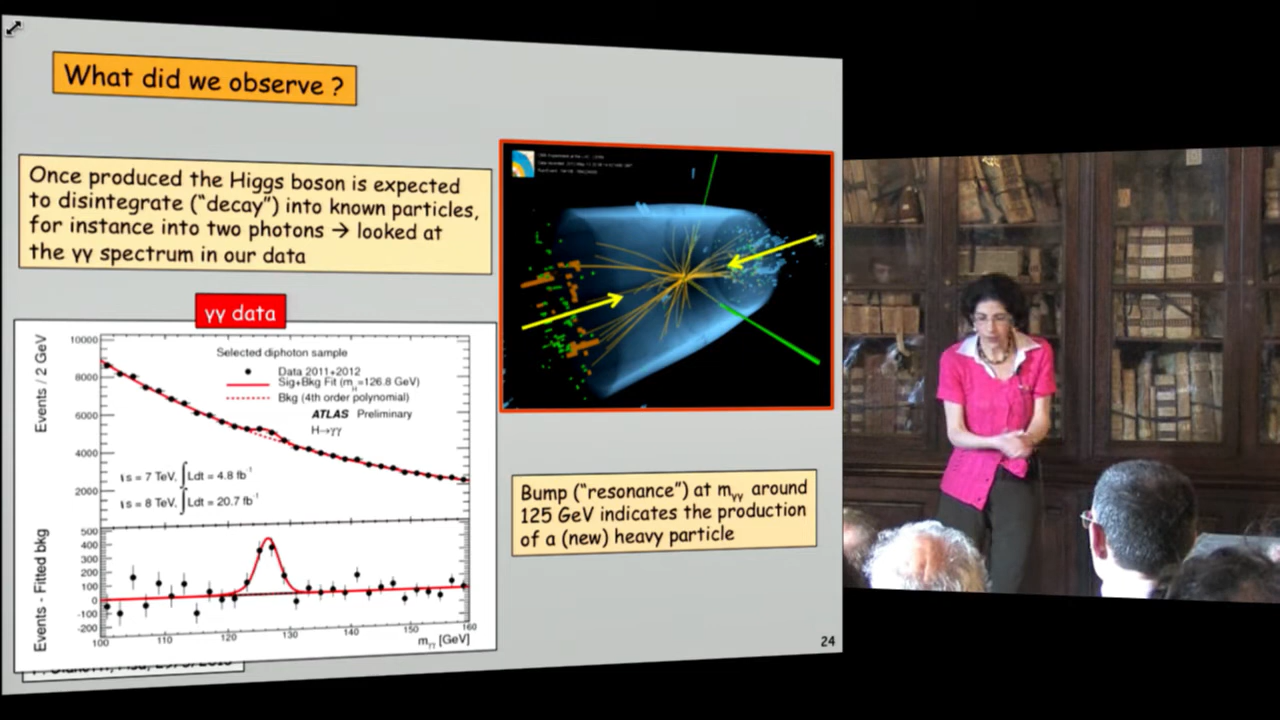 What did we observe ?
Once produced the Higgs boson is expected
to disintegrate ("decay") into known particles,
for instance into two photons → looked at
the γγ spectrum in our data
γγ data
Events / 2 GeV
10000
8000
6000
4000
2000
Selected diphoton sample
Data 2011+2012
Sig+Bkg Fit (m_H=126.8 GeV)
Bkg (4th order polynomial)
ATLAS Preliminary
H→γγ
√s = 7 TeV, ∫Ldt = 4.8 fb⁻¹
√s = 8 TeV, ∫Ldt = 20.7 fb⁻¹
Events - Fitted bkg
500
400
300
200
100
0
-100
-200
100 110 120 130 140 150 160
m_γγ [GeV]
Bump ("resonance") at m_γγ around
125 GeV indicates the production
of a (new) heavy particle
24